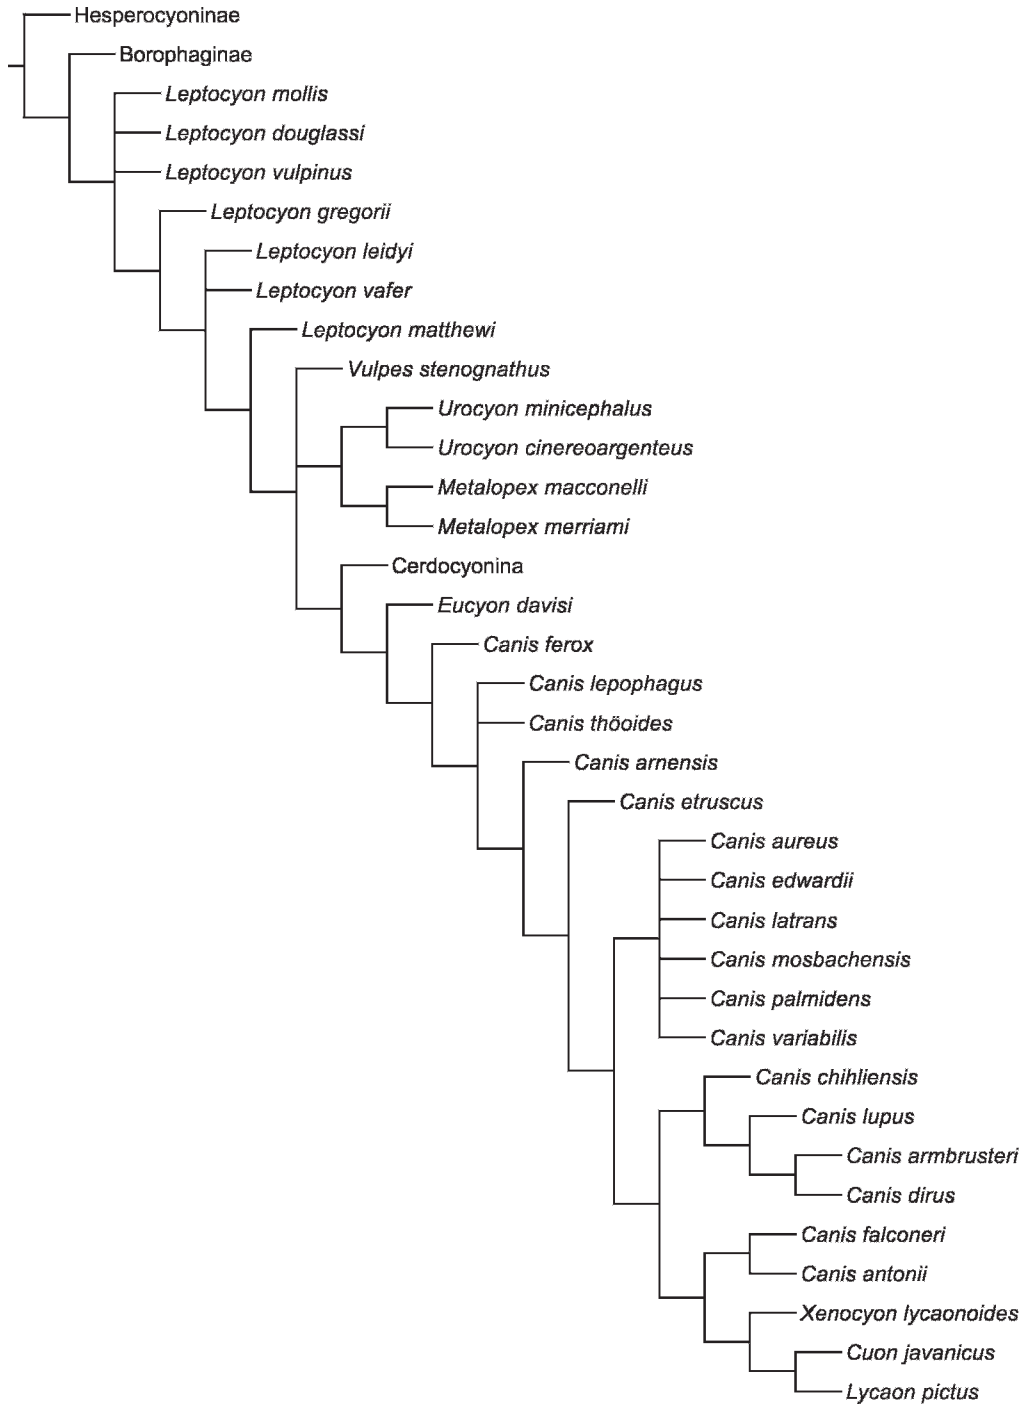 Hesperocyoninae
Borophaginae
Leptocyon mollis
Leptocyon douglassi
Leptocyon vulpinus
Leptocyon gregorii
Leptocyon leidyi
Leptocyon vafer
Leptocyon matthewi
Vulpes stenognathus
Urocyon minicephalus
Urocyon cinereoargenteus
Metalopex macconelli
Metalopex merriami
Cerdocyonina
Eucyon davisi
Canis ferox
Canis lepophagus
Canis thöoides
Canis arnensis
Canis etruscus
Canis aureus
Canis edwardii
Canis latrans
Canis mosbachensis
Canis palmidens
Canis variabilis
Canis chihliensis
Canis lupus
Canis armbrusteri
Canis dirus
Canis falconeri
Canis antonii
Xenocyon lycaonoides
Cuon javanicus
Lycaon pictus